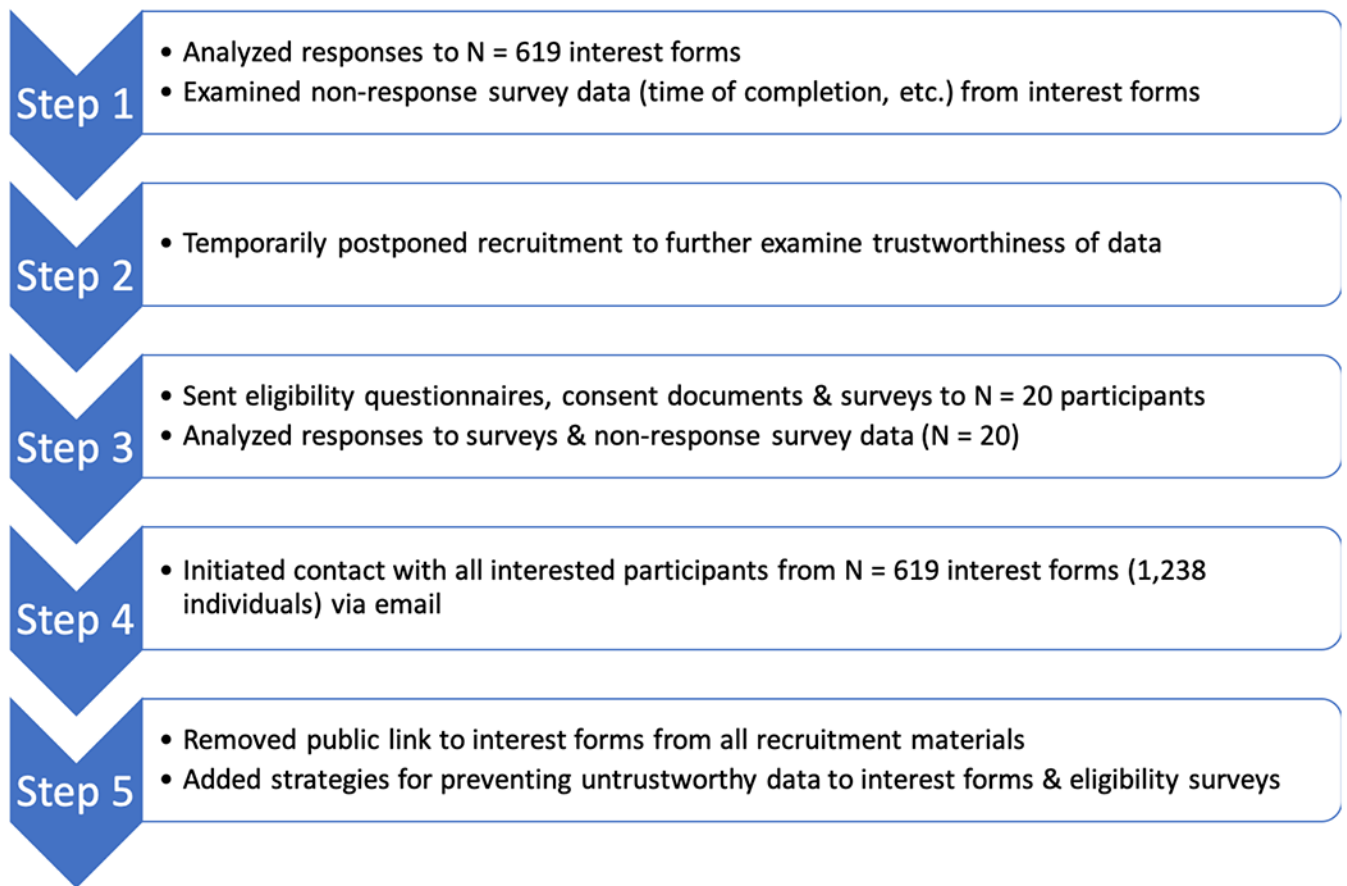 Step 1
• Analyzed responses to N = 619 interest forms
• Examined non-response survey data (time of completion, etc.) from interest forms
Step 2
• Temporarily postponed recruitment to further examine trustworthiness of data
Step 3
• Sent eligibility questionnaires, consent documents & surveys to N = 20 participants
• Analyzed responses to surveys & non-response survey data (N = 20)
Step 4
• Initiated contact with all interested participants from N = 619 interest forms (1,238
individuals) via email
Step 5
• Removed public link to interest forms from all recruitment materials
• Added strategies for preventing untrustworthy data to interest forms & eligibility surveys